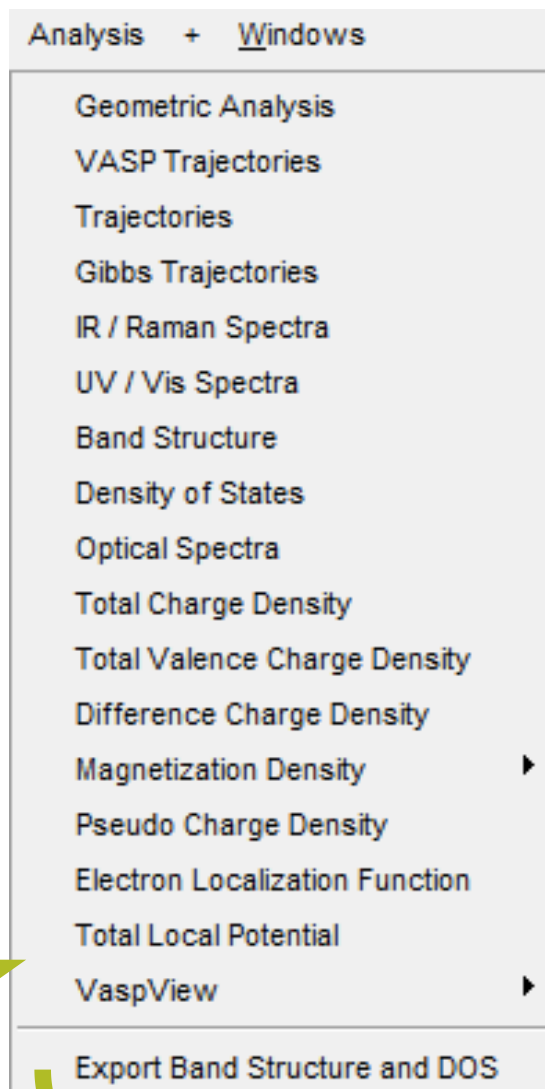 Analysis + Windows
Geometric Analysis
VASP Trajectories
Trajectories
Gibbs Trajectories
IR / Raman Spectra
UV / Vis Spectra
Band Structure
Density of States
Optical Spectra
Total Charge Density
Total Valence Charge Density
Difference Charge Density
Magnetization Density
Pseudo Charge Density
Electron Localization Function
Total Local Potential
VaspView
Export Band Structure and DOS